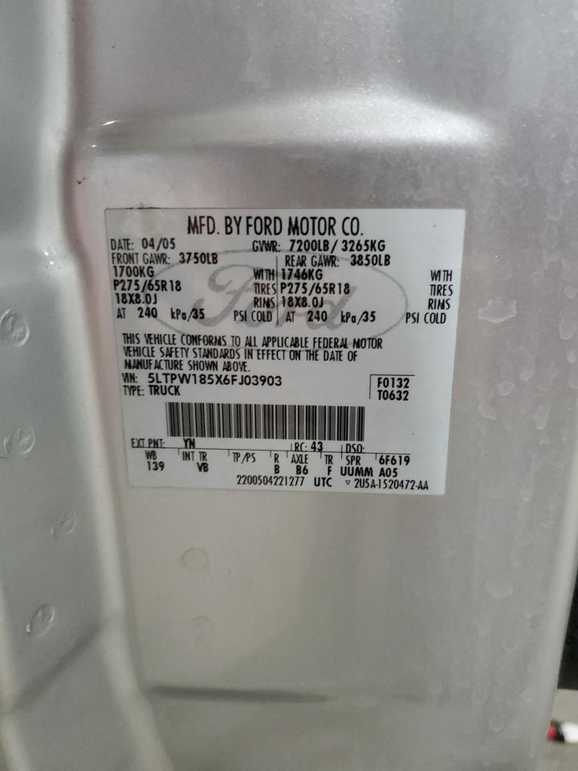 MFD. BY FORD MOTOR CO.
DATE: 04/05 GVWR: 7200LB/ 3265KG
FRONT GAWR: 3750LB REAR GAWR: 3850LB
1700KG WITH 1746KG WITH
P275/65R18 TIRES P275/65R18 TIRES
18X8.0J RIMS 18X8.0J RIMS
AT 240 kPa/35 PSI COLD AT 240 kPa/35 PSI COLD
THIS VEHICLE CONFORMS TO ALL APPLICABLE FEDERAL MOTOR
VEHICLE SAFETY STANDARDS IN EFFECT ON THE DATE OF
MANUFACTURE SHOWN ABOVE.
VIN: 5LTPW185X6FJ03903 F0132
TYPE: TRUCK T0632
Ford
EXT PNT: YN RC: 43 DSO:
WB INT TR TP/PS R AXLE TR SPR 6F619
139 VB B B6 F UUMM A05
2200504221277 UTC ▽ 2U5A-1520472-AA